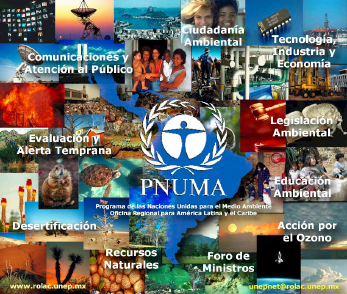 Ciudadanía
Ambiental
Tecnología,
Industria y
Economía
Comunicaciones y
Atención al Público
Legislación
Ambiental
Evaluación y
Alerta Temprana
PNUMA
Programa de las Naciones Unidas para el Medio Ambiente
Oficina Regional para América Latina y el Caribe
Educación
Ambiental
Desertificación
Acción por
el Ozono
Recursos
Naturales
Foro de
Ministros
www.rolac.unep.mx
unepnet@rolac.unep.mx